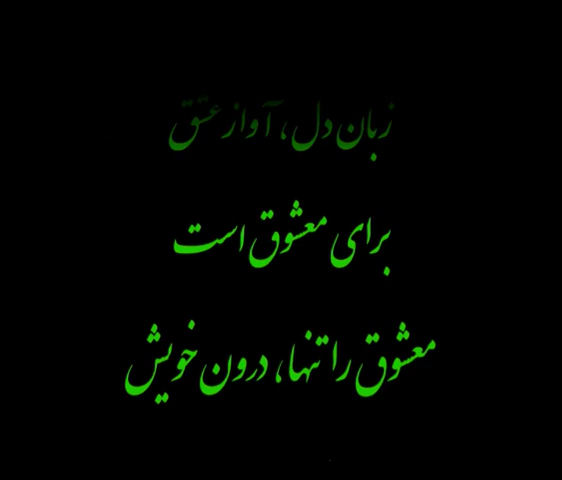 زبان دل، آواز عشق
برای معشوق است
معشوق را تنها، درون خویش